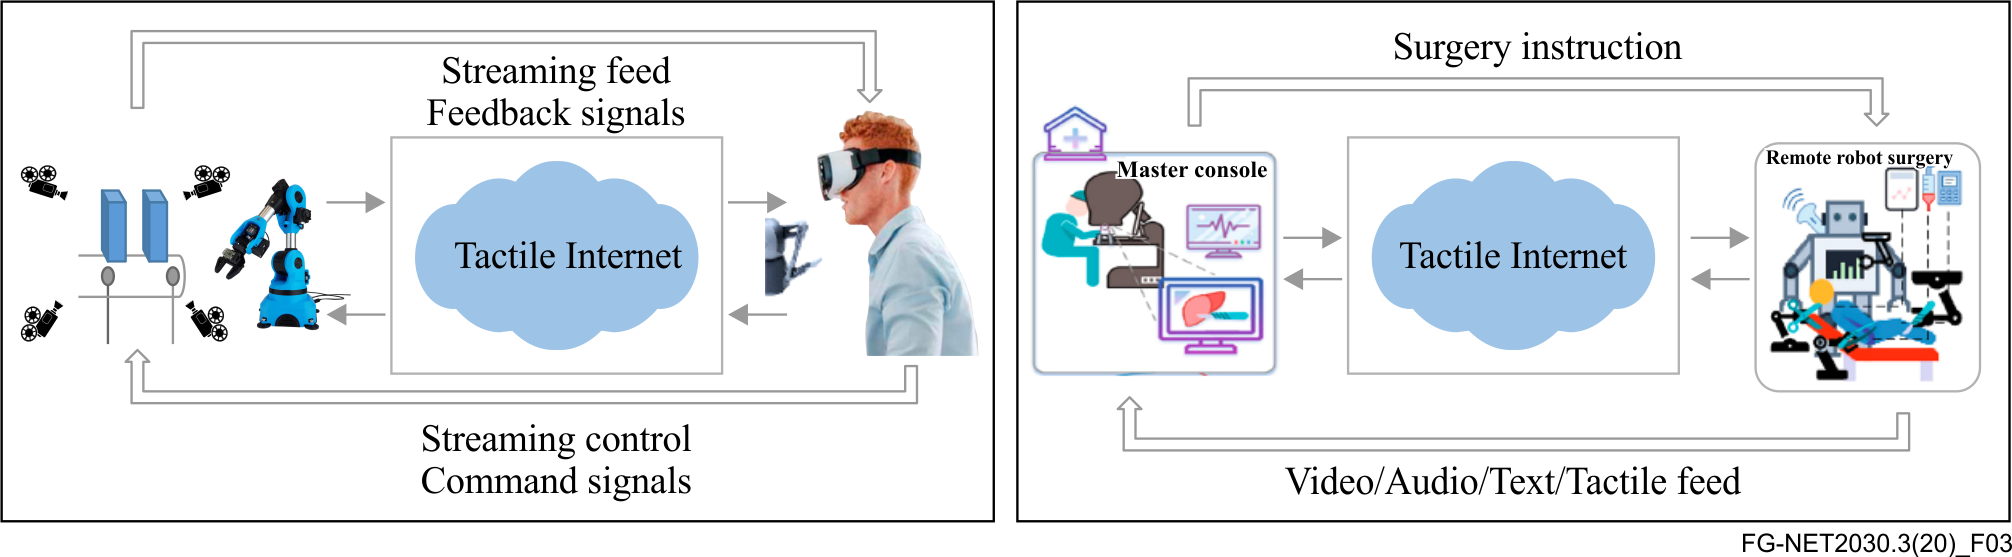 Streaming feed
Feedback signals
Tactile Internet
Streaming control
Command signals
Surgery instruction
Master console
Tactile Internet
Remote robot surgery
Video/Audio/Text/Tactile feed
FG-NET2030.3(20)_F03